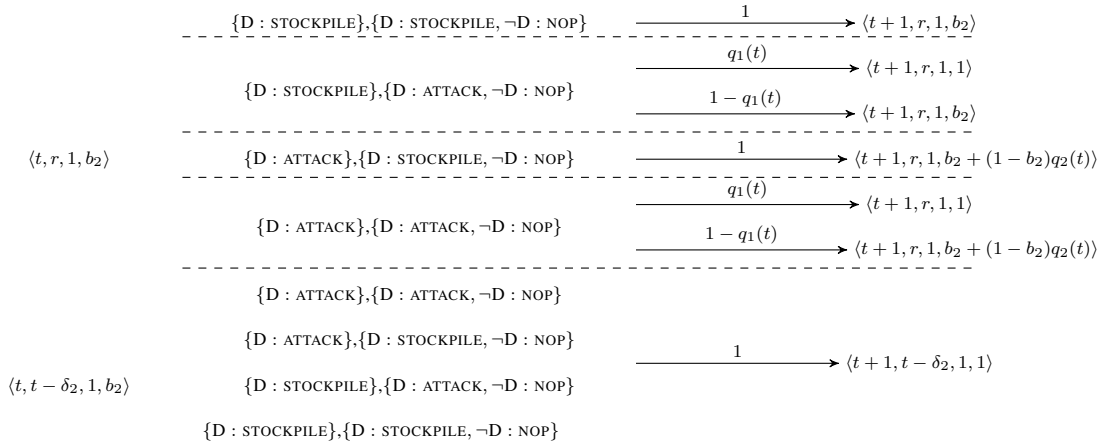 {D : STOCKPILE},{D : STOCKPILE, ¬D : NOP} 1 ⟨t + 1, r, 1, b₂⟩
q₁(t) ⟨t + 1, r, 1, 1⟩
{D : STOCKPILE},{D : ATTACK, ¬D : NOP}
1 − q₁(t) ⟨t + 1, r, 1, b₂⟩
⟨t, r, 1, b₂⟩ {D : ATTACK},{D : STOCKPILE, ¬D : NOP} 1 ⟨t + 1, r, 1, b₂ + (1 − b₂)q₂(t)⟩
q₁(t) ⟨t + 1, r, 1, 1⟩
{D : ATTACK},{D : ATTACK, ¬D : NOP}
1 − q₁(t) ⟨t + 1, r, 1, b₂ + (1 − b₂)q₂(t)⟩
{D : ATTACK},{D : ATTACK, ¬D : NOP}
{D : ATTACK},{D : STOCKPILE, ¬D : NOP}
1 ⟨t + 1, t − δ₂, 1, 1⟩
⟨t, t − δ₂, 1, b₂⟩ {D : STOCKPILE},{D : ATTACK, ¬D : NOP}
{D : STOCKPILE},{D : STOCKPILE, ¬D : NOP}